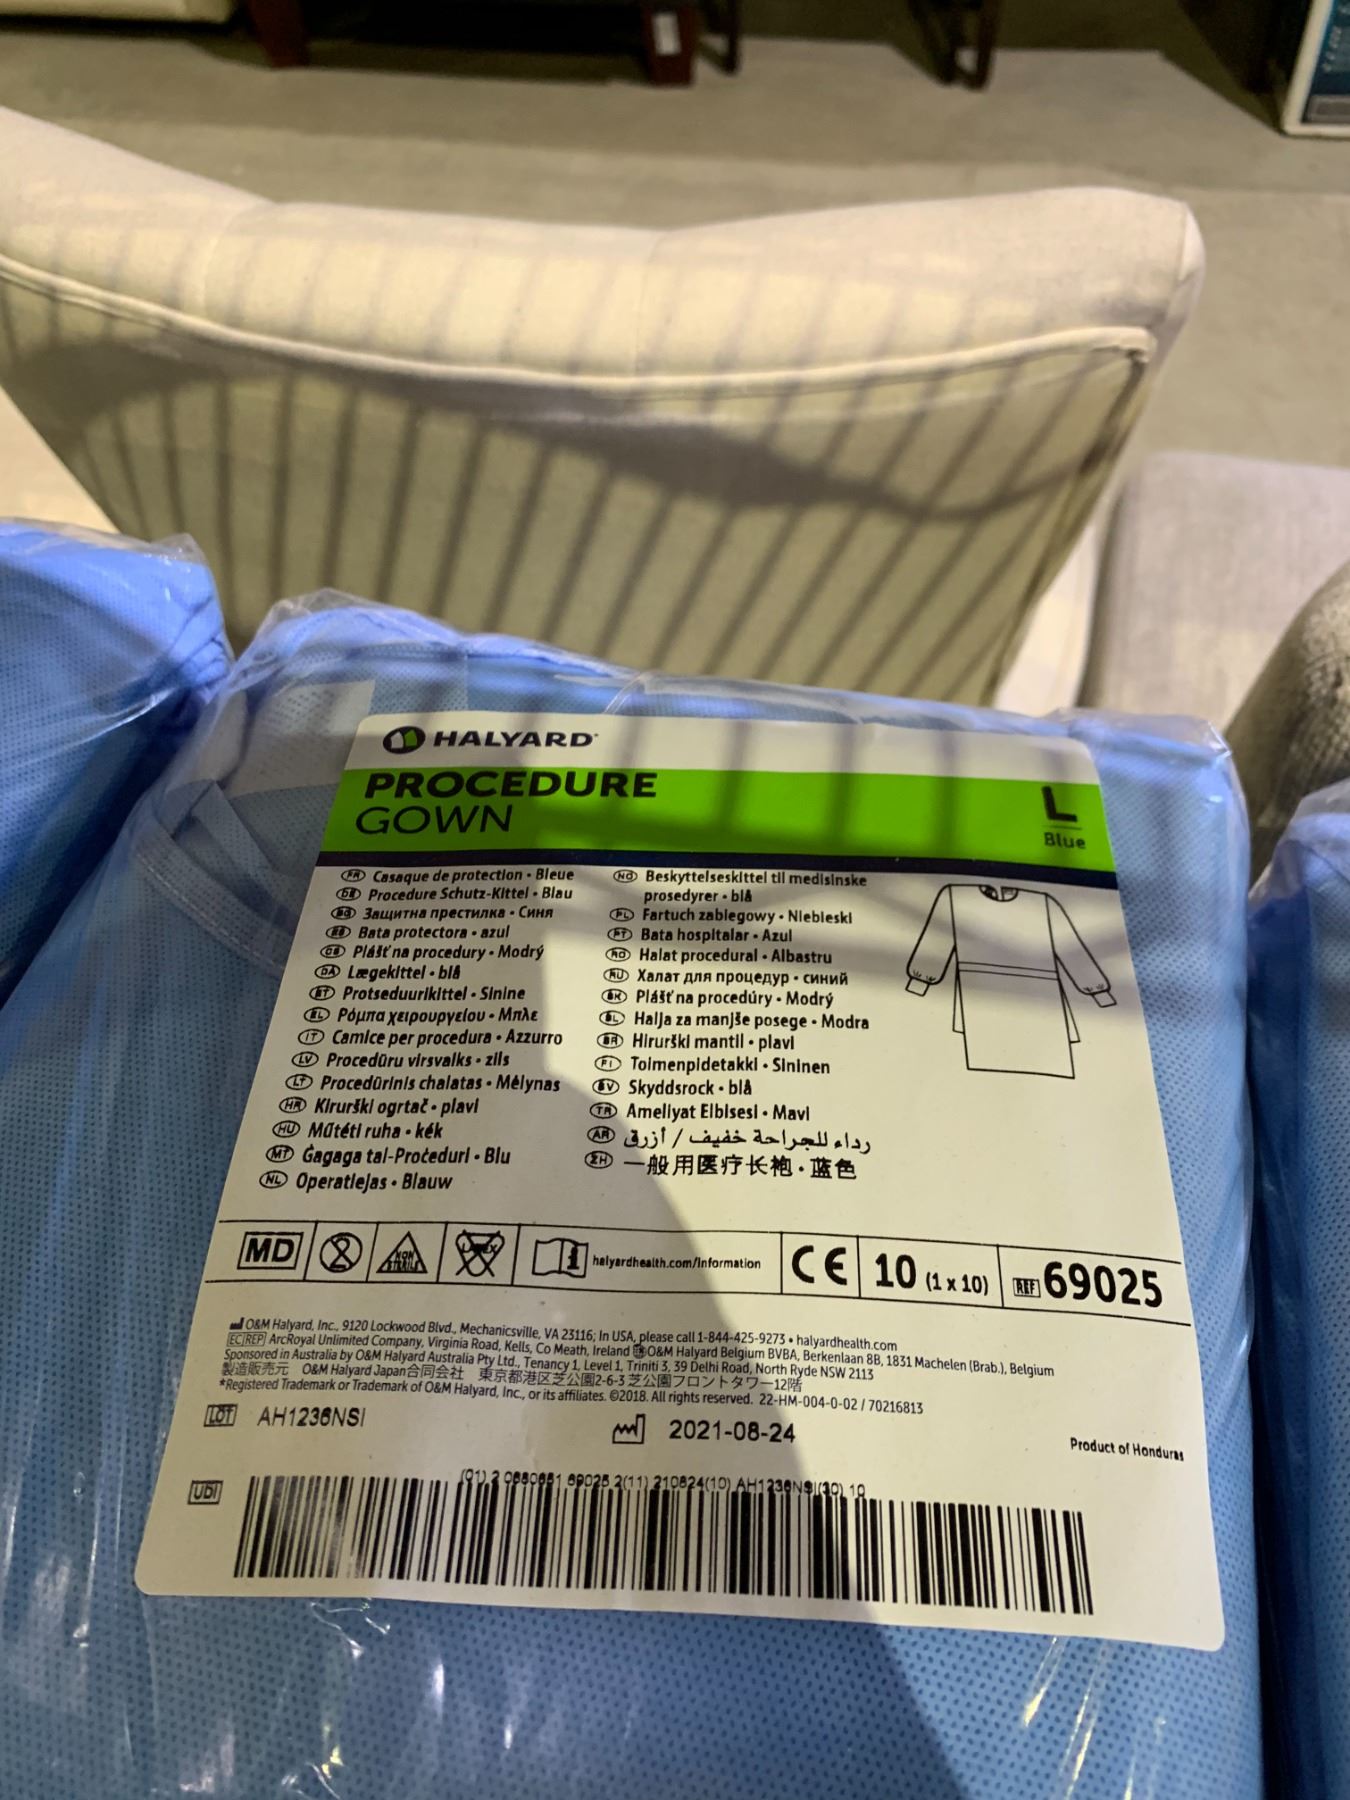 HALYARD*
PROCEDURE
GOWN
L
Blue
FR Casaque de protection • Bleue
DE Procedure Schutz-Kittel • Blau
BG Защитна престилка • Синя
ES Bata protectora • azul
CS Plášť na procedury • Modrý
DA Lægekittel • blå
ET Protseduurikittel • Sinine
EL Ρόμπα χειρουργείου • Μπλε
IT Camice per procedura • Azzurro
LV Procedūru virsvalks • zils
LT Procedūrinis chalatas • Mėlynas
HR Kirurški ogrtač • plavi
HU Műtéti ruha • kék
MT Gagaga tal-Proċeduri • Blu
NL Operatiejas • Blauw
NO Beskyttelseskittel til medisinske
prosedyrer • blå
PL Fartuch zabiegowy • Niebieski
PT Bata hospitalar • Azul
RO Halat procedural • Albastru
RU Халат для процедур • синий
SK Plášť na procedúry • Modrý
SL Halja za manjše posege • Modra
SR Hirurški mantil • plavi
FI Toimenpidetakki • Sininen
SV Skyddsrock • blå
TR Ameliyat Elbisesi • Mavi
AR رداء للجراحة خفيف / أزرق
ZH 一般用医疗长袍 • 蓝色
MD 2 NON STERILE LATEX halyardhealth.com/information CE 10 (1 x 10) REF 69025
O&M Halyard, Inc., 9120 Lockwood Blvd., Mechanicsville, VA 23116; In USA, please call 1-844-425-9273 • halyardhealth.com
EC REP ArcRoyal Unlimited Company, Virginia Road, Kells, Co Meath, Ireland O&M Halyard Belgium BVBA, Berkenlaan 8B, 1831 Machelen (Brab.), Belgium
Sponsored in Australia by O&M Halyard Australia Pty Ltd., Tenancy 1, Level 1, Triniti 3, 39 Delhi Road, North Ryde NSW 2113
製造販売元 O&M Halyard Japan合同会社 東京都港区芝公園2-6-3 芝公園フロントタワー12階
*Registered Trademark or Trademark of O&M Halyard, Inc., or its affiliates. ©2018. All rights reserved. 22-HM-004-0-02 / 70216813
LOT AH1236NSI
2021-08-24
Product of Honduras
UDI
(01) 2 0680651 69025 2(11) 210824(10) AH1236NSI(30) 10